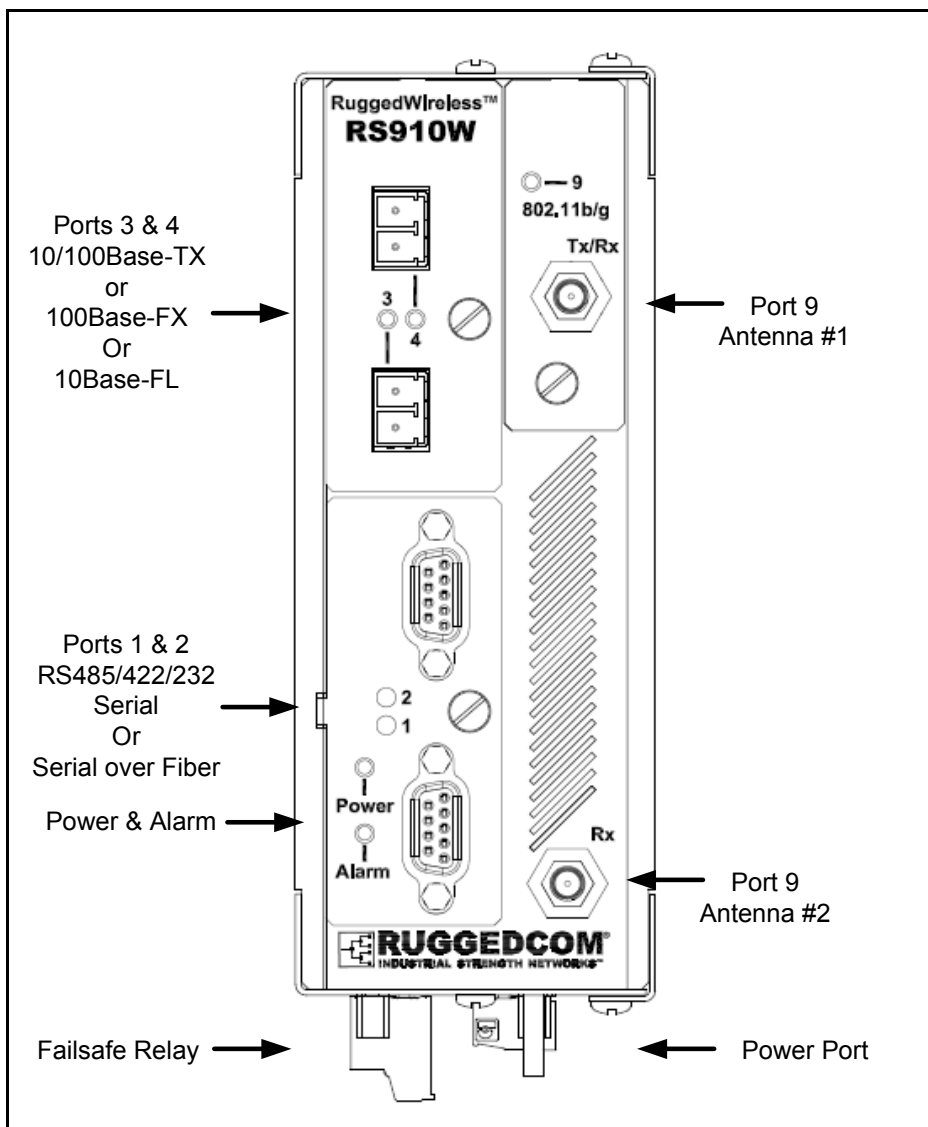 RuggedWireless™
RS910W
9
802.11b/g
Tx/Rx
Ports 3 & 4
10/100Base-TX
or
100Base-FX
Or
10Base-FL
3
4
Port 9
Antenna #1
Ports 1 & 2
RS485/422/232
Serial
Or
Serial over Fiber
2
1
Power
Alarm
Power & Alarm
Rx
Port 9
Antenna #2
RUGGEDCOM®
INDUSTRIAL STRENGTH NETWORKS™
Failsafe Relay
Power Port